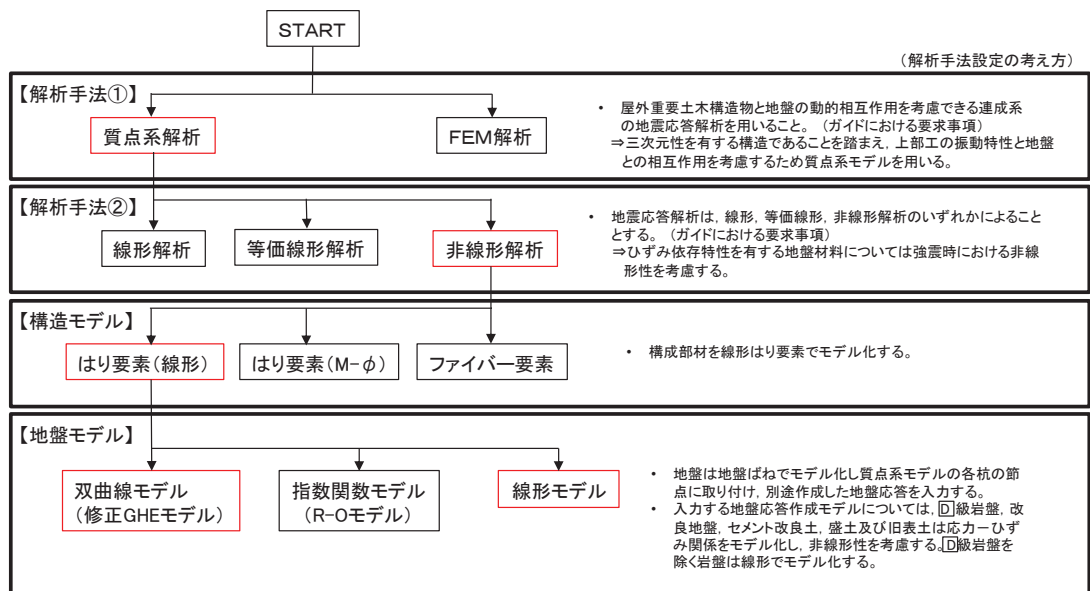 START
(解析手法設定の考え方)
【解析手法①】
質点系解析
FEM解析
・ 屋外重要土木構造物と地盤の動的相互作用を考慮できる連成系
の地震応答解析を用いること。(ガイドにおける要求事項)
⇒三次元性を有する構造であることを踏まえ,上部工の振動特性と地盤
との相互作用を考慮するため質点系モデルを用いる。
【解析手法②】
線形解析
等価線形解析
非線形解析
・ 地震応答解析は,線形,等価線形,非線形解析のいずれかによること
とする。(ガイドにおける要求事項)
⇒ひずみ依存特性を有する地盤材料については強震時における非線
形性を考慮する。
【構造モデル】
はり要素(線形)
はり要素(M-φ)
ファイバー要素
・ 構成部材を線形はり要素でモデル化する。
【地盤モデル】
双曲線モデル
(修正GHEモデル)
指数関数モデル
(R-Oモデル)
線形モデル
・ 地盤は地盤ばねでモデル化し質点系モデルの各杭の節
点に取り付け,別途作成した地盤応答を入力する。
・ 入力する地盤応答作成モデルについては,D級岩盤,改
良地盤,セメント改良土,盛土及び旧表土は応力ーひず
み関係をモデル化し,非線形性を考慮する。D級岩盤を
除く岩盤は線形でモデル化する。